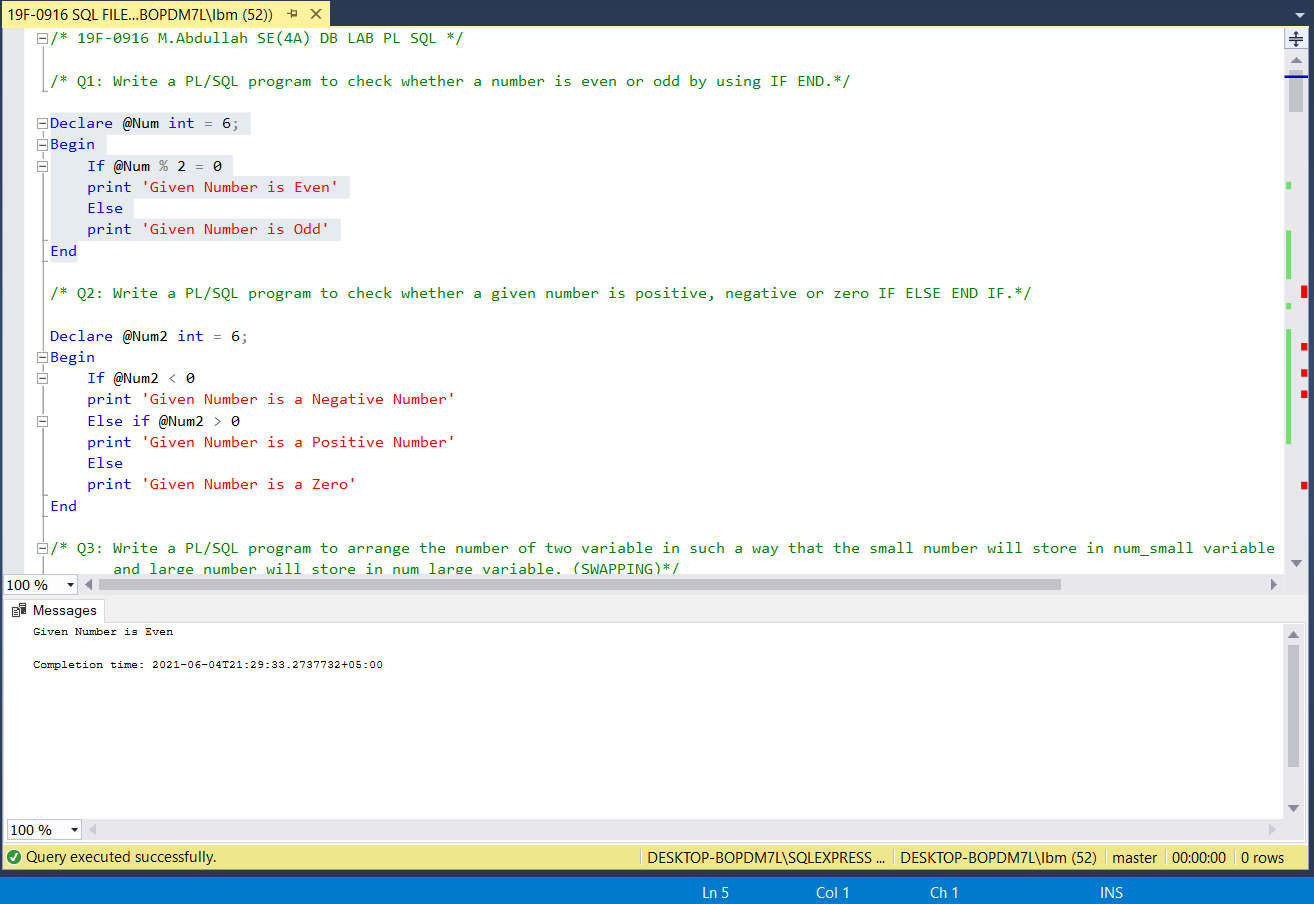 19F-0916 SQL FILE...BOPDM7L\Ibm (52))
/* 19F-0916 M.Abdullah SE(4A) DB LAB PL SQL */
/* Q1: Write a PL/SQL program to check whether a number is even or odd by using IF END.*/
Declare @Num int = 6;
Begin
If @Num % 2 = 0
print 'Given Number is Even'
Else
print 'Given Number is Odd'
End
/* Q2: Write a PL/SQL program to check whether a given number is positive, negative or zero IF ELSE END IF.*/
Declare @Num2 int = 6;
Begin
If @Num2 < 0
print 'Given Number is a Negative Number'
Else if @Num2 > 0
print 'Given Number is a Positive Number'
Else
print 'Given Number is a Zero'
End
/* Q3: Write a PL/SQL program to arrange the number of two variable in such a way that the small number will store in num_small variable
and large number will store in num_large variable. (SWAPPING)*/
100 %
Messages
Given Number is Even
Completion time: 2021-06-04T21:29:33.2737732+05:00
100 %
Query executed successfully.
DESKTOP-BOPDM7L\SQLEXPRESS ...
DESKTOP-BOPDM7L\Ibm (52)
master
00:00:00
0 rows
Ln 5
Col 1
Ch 1
INS